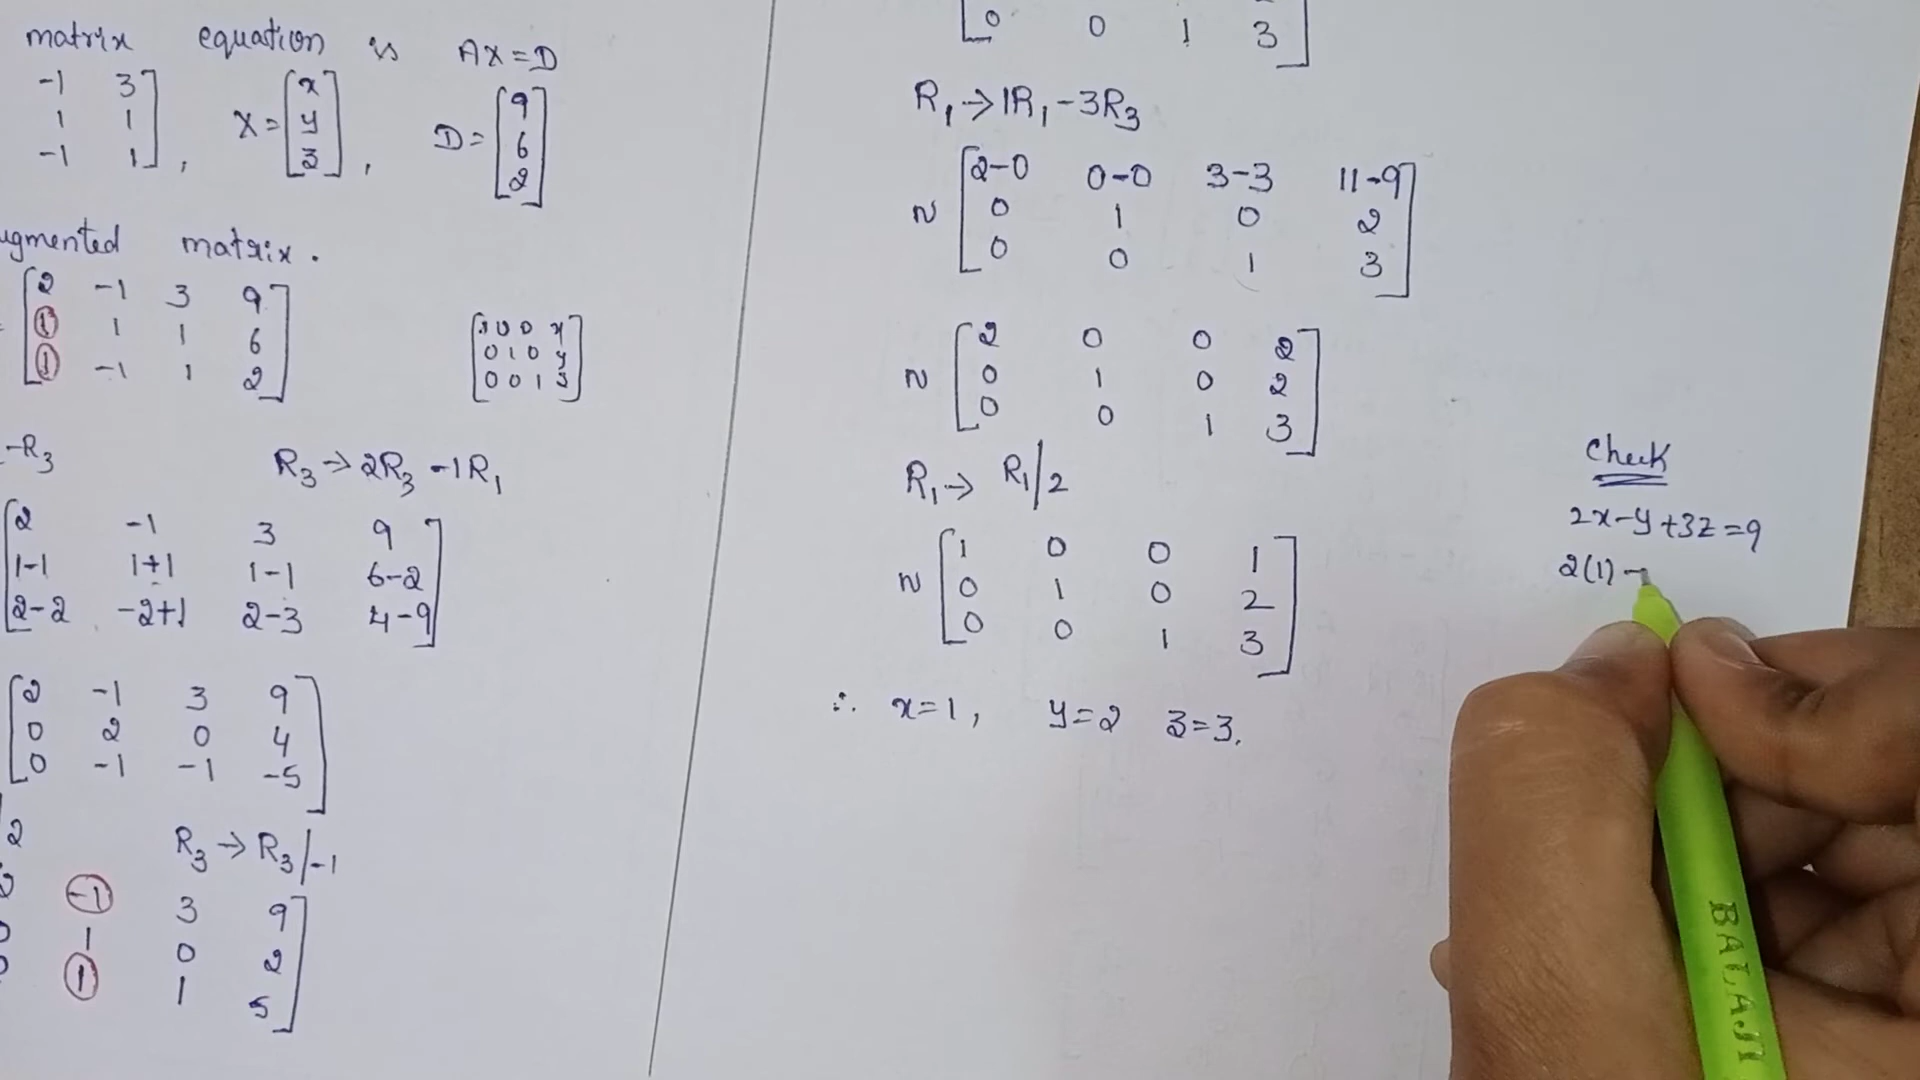 matrix equation is AX=D
-1 3
1 1
-1 1 , X= [x y z] , D= [9 6 2]
ugmented matrix.
2 -1 3 9
1 1 1 6
1 -1 1 2
1 0 0 x
0 1 0 y
0 0 1 z
-R3 R3→2R3-1R1
2 -1 3 9
1-1 1+1 1-1 6-2
2-2 -2+1 2-3 4-9
2 -1 3 9
0 2 0 4
0 -1 -1 -5
2 R3→R3/-1
-1 3 9
1 0 2
1 1 5
0 0 1 3
R1→1R1-3R3
~ 2-0 0-0 3-3 11-9
0 1 0 2
0 0 1 3
~ 2 0 0 2
0 1 0 2
0 0 1 3
R1→ R1/2
~ 1 0 0 1
0 1 0 2
0 0 1 3
∴ x=1, y=2 z=3.
Check
2x-y+3z=9
2(1)-
BALAJI